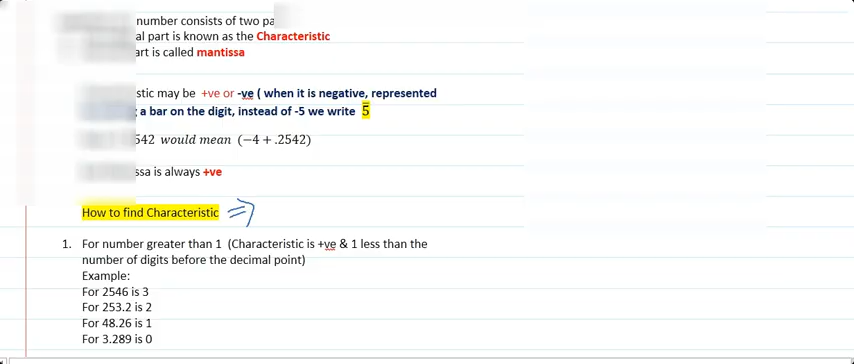 number consists of two pa
al part is known as the Characteristic
art is called mantissa
stic may be +ve or -ve ( when it is negative, represented
a bar on the digit, instead of -5 we write 5̅
542 would mean (−4 + .2542)
ssa is always +ve
How to find Characteristic
1. For number greater than 1 (Characteristic is +ve & 1 less than the
number of digits before the decimal point)
Example:
For 2546 is 3
For 253.2 is 2
For 48.26 is 1
For 3.289 is 0